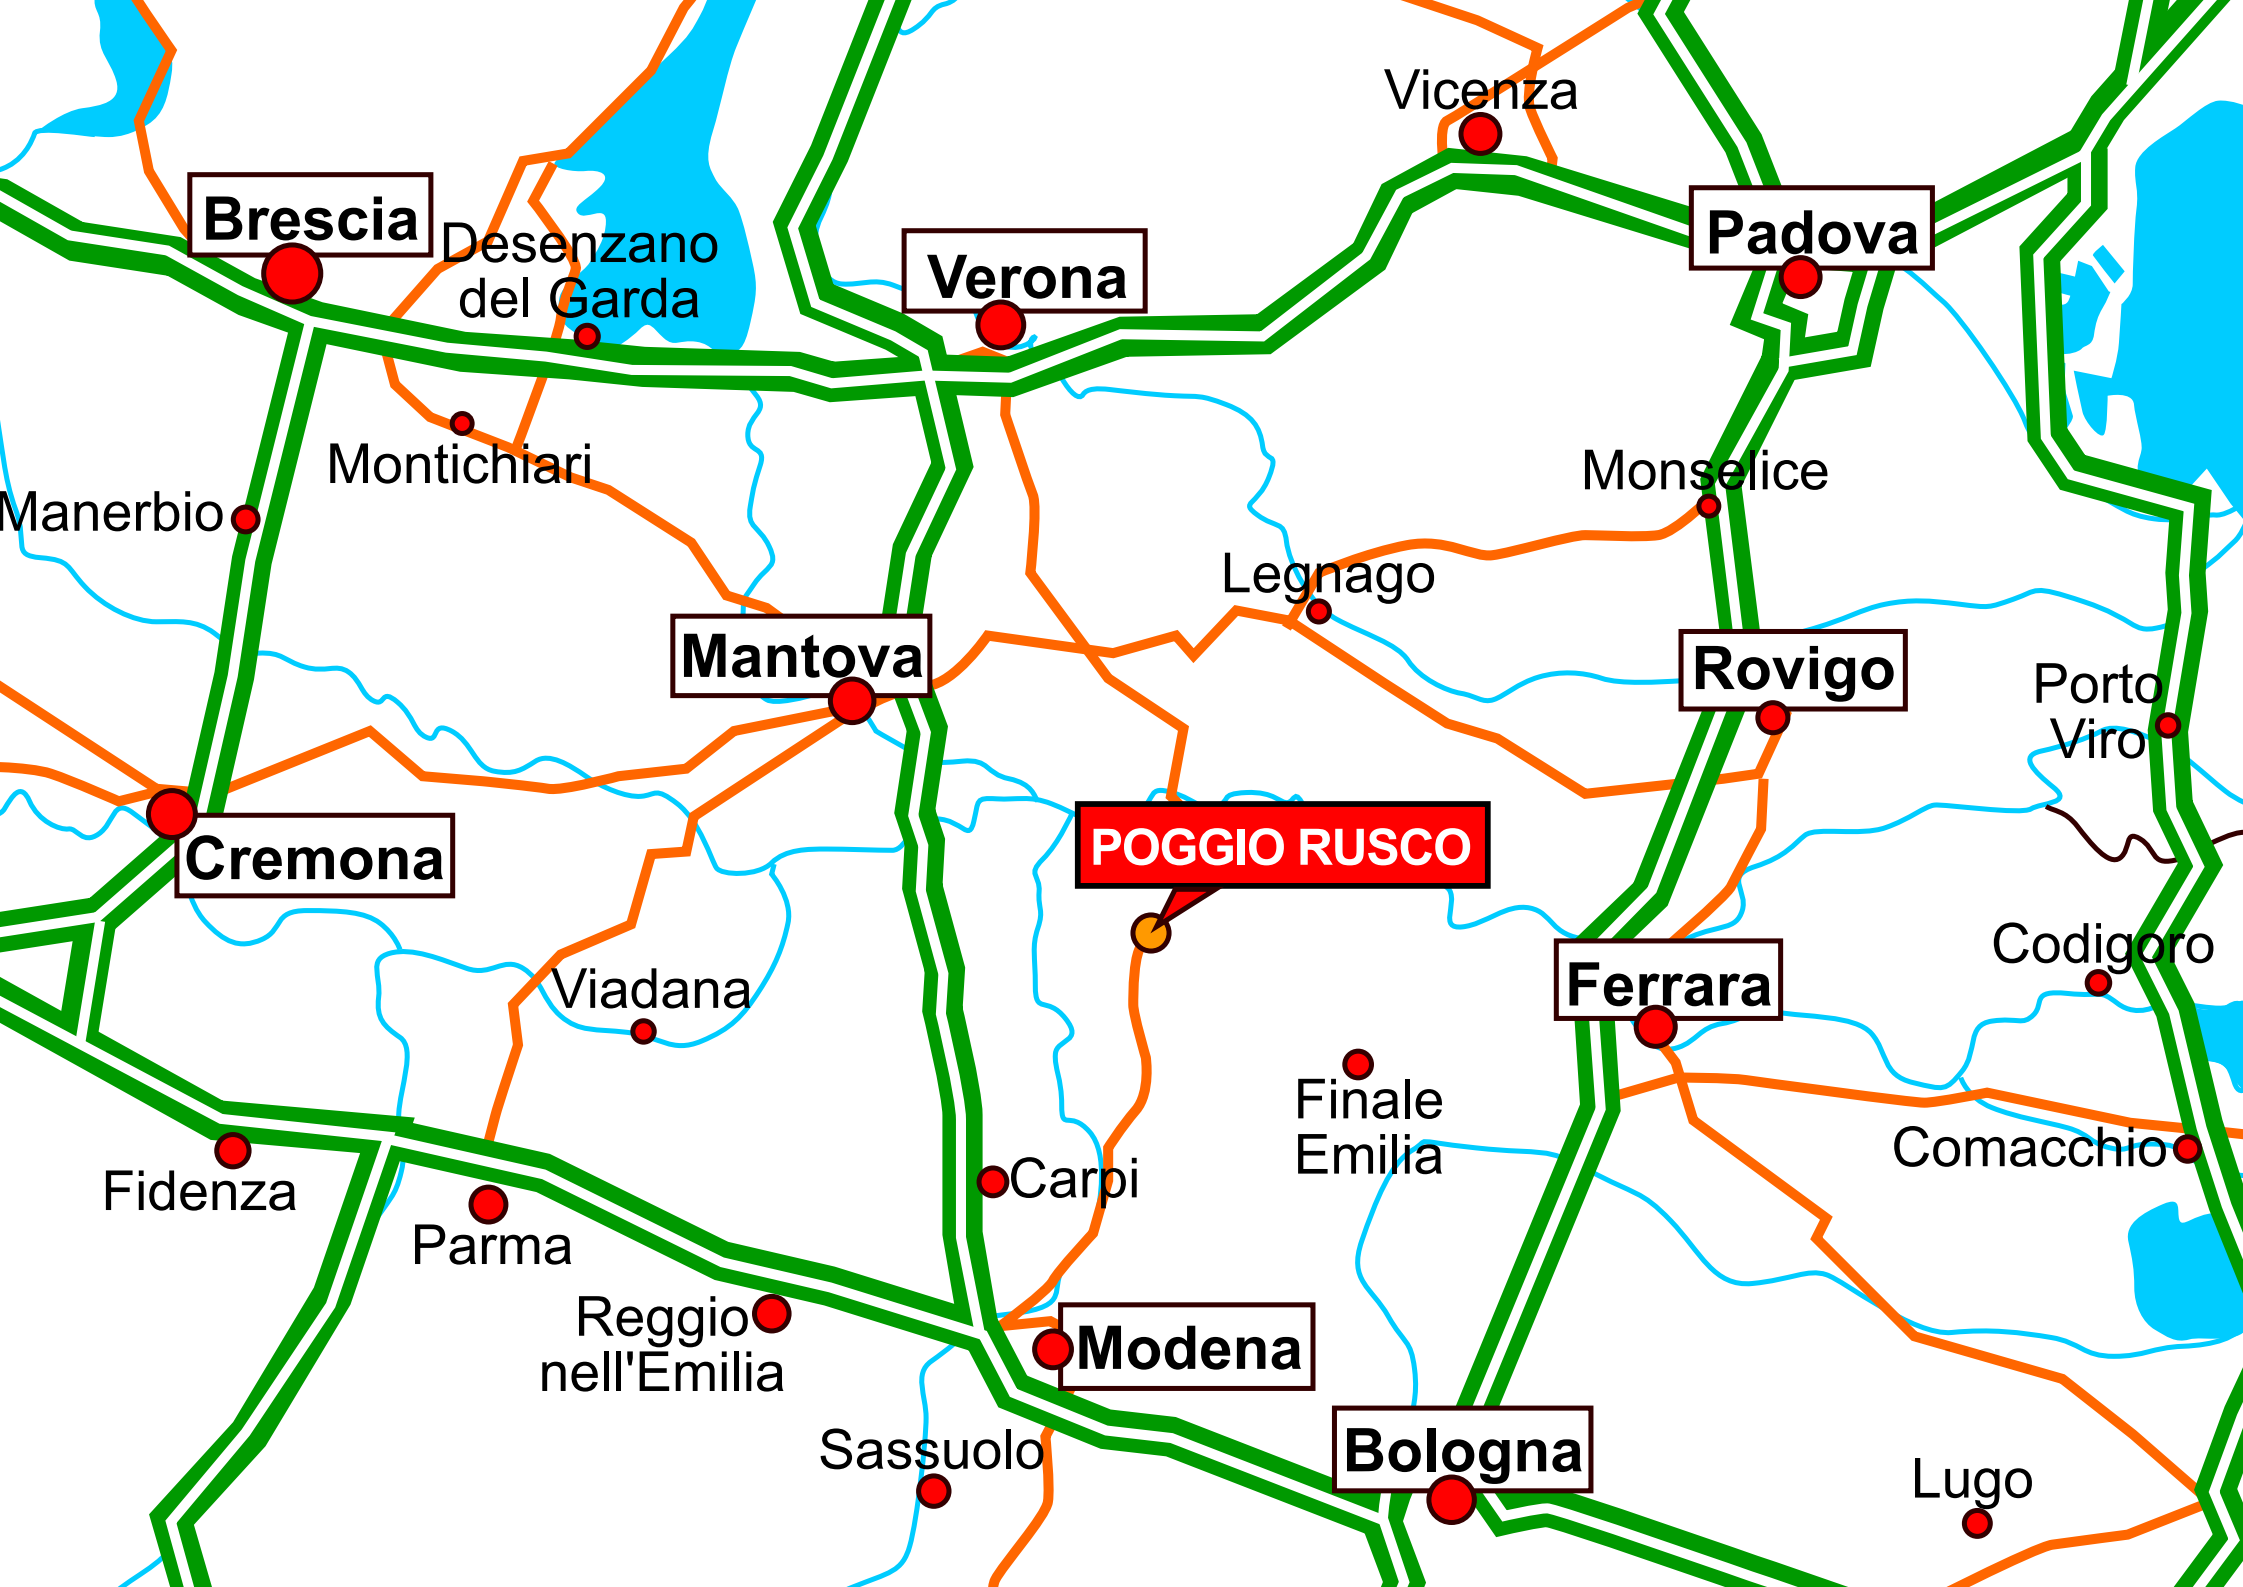 Vicenza
Brescia
Padova
Desenzano
del Garda
Verona
Montichiari
Monselice
Manerbio
Legnago
Mantova
Rovigo
Porto
Viro
POGGIO RUSCO
Cremona
Codigoro
Viadana
Ferrara
Finale
Emilia
Comacchio
Carpi
Fidenza
Parma
Reggio
nell'Emilia
Modena
Sassuolo
Bologna
Lugo